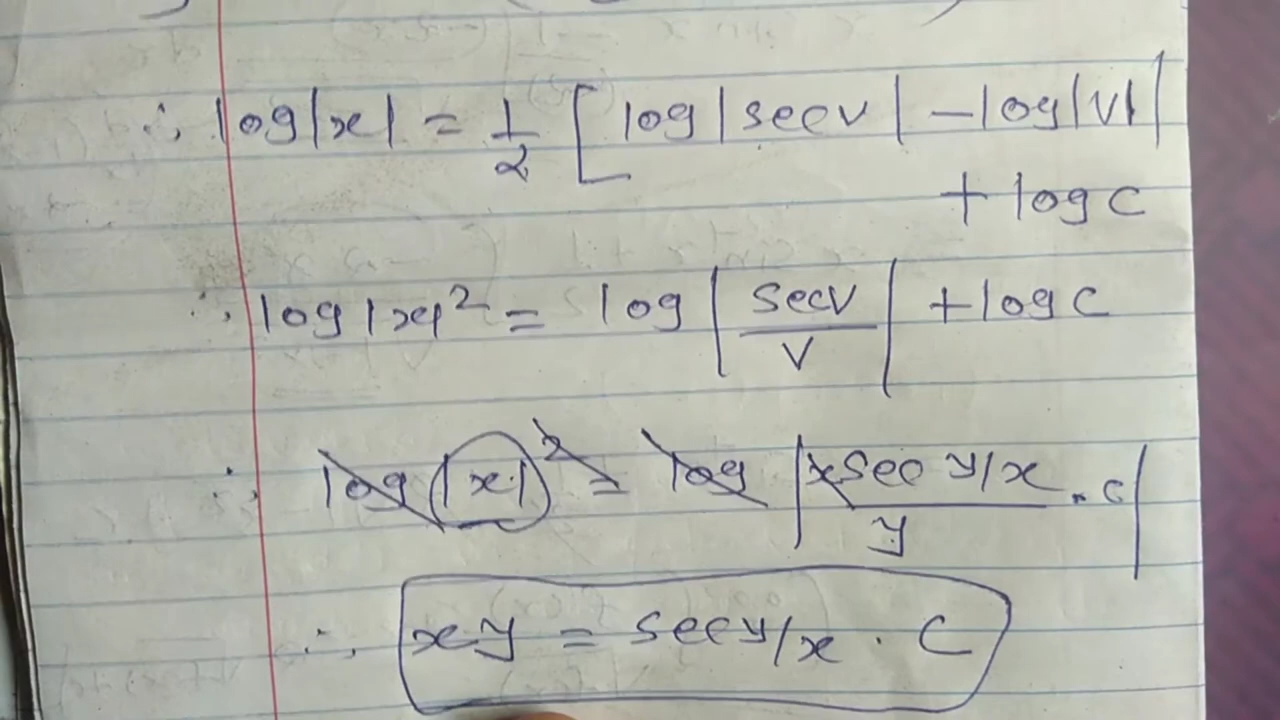 ∴ log|x| = 1/2 [log|secv| - log|v|]
+ log c
∴ log|x|² = log |secv/v| + log c
∴ log|x|² = log |x sec y/x / y . c|
∴ xy = sec y/x . C